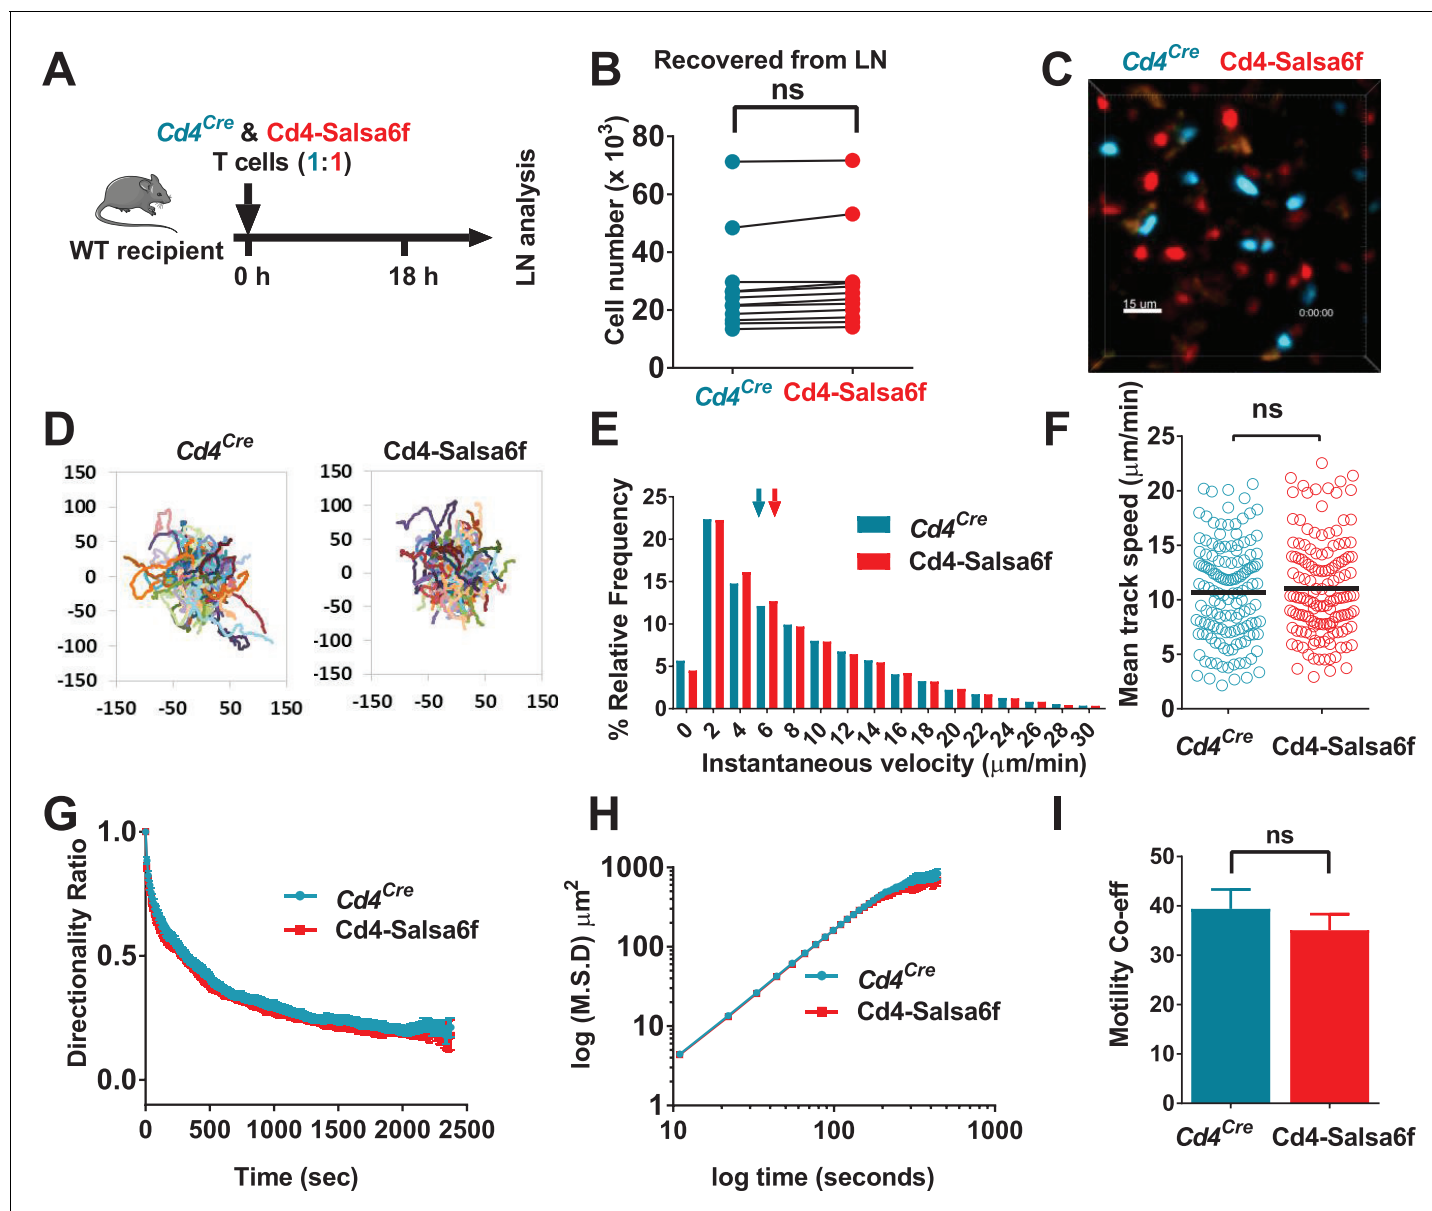 A
Cd4Cre & Cd4-Salsa6f
T cells (1:1)
WT recipient
0 h
18 h
LN analysis
B
Recovered from LN
ns
Cell number (x 10³)
80
60
40
20
0
Cd4Cre
Cd4-Salsa6f
C
Cd4Cre Cd4-Salsa6f
15 um
0:00:00
D
Cd4Cre
150
100
50
0
-50
-100
-150
-150 -50 50 150
Cd4-Salsa6f
150
100
50
0
-50
-100
-150
-150 -50 50 150
E
% Relative Frequency
25
20
15
10
5
0
Cd4Cre
Cd4-Salsa6f
0 2 4 6 8 10 12 14 16 18 20 22 24 26 28 30
Instantaneous velocity (μm/min)
F
ns
Mean track speed (μm/min)
25
20
15
10
5
0
Cd4Cre Cd4-Salsa6f
G
Directionality Ratio
1.0
0.5
0.0
Cd4Cre
Cd4-Salsa6f
0 500 1000 1500 2000 2500
Time (sec)
H
log (M.S.D) μm²
1000
100
10
1
Cd4Cre
Cd4-Salsa6f
10 100 1000
log time (seconds)
I
ns
Motility Co-eff
50
40
30
20
10
0
Cd4Cre Cd4-Salsa6f